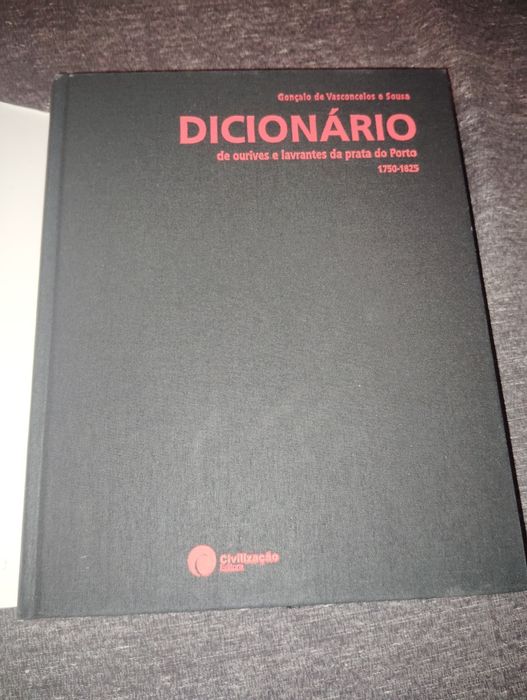 Gonçalo de Vasconcelos e Sousa
DICIONÁRIO
de ourives e lavrantes da prata do Porto
1750-1825
Civilização
Editora